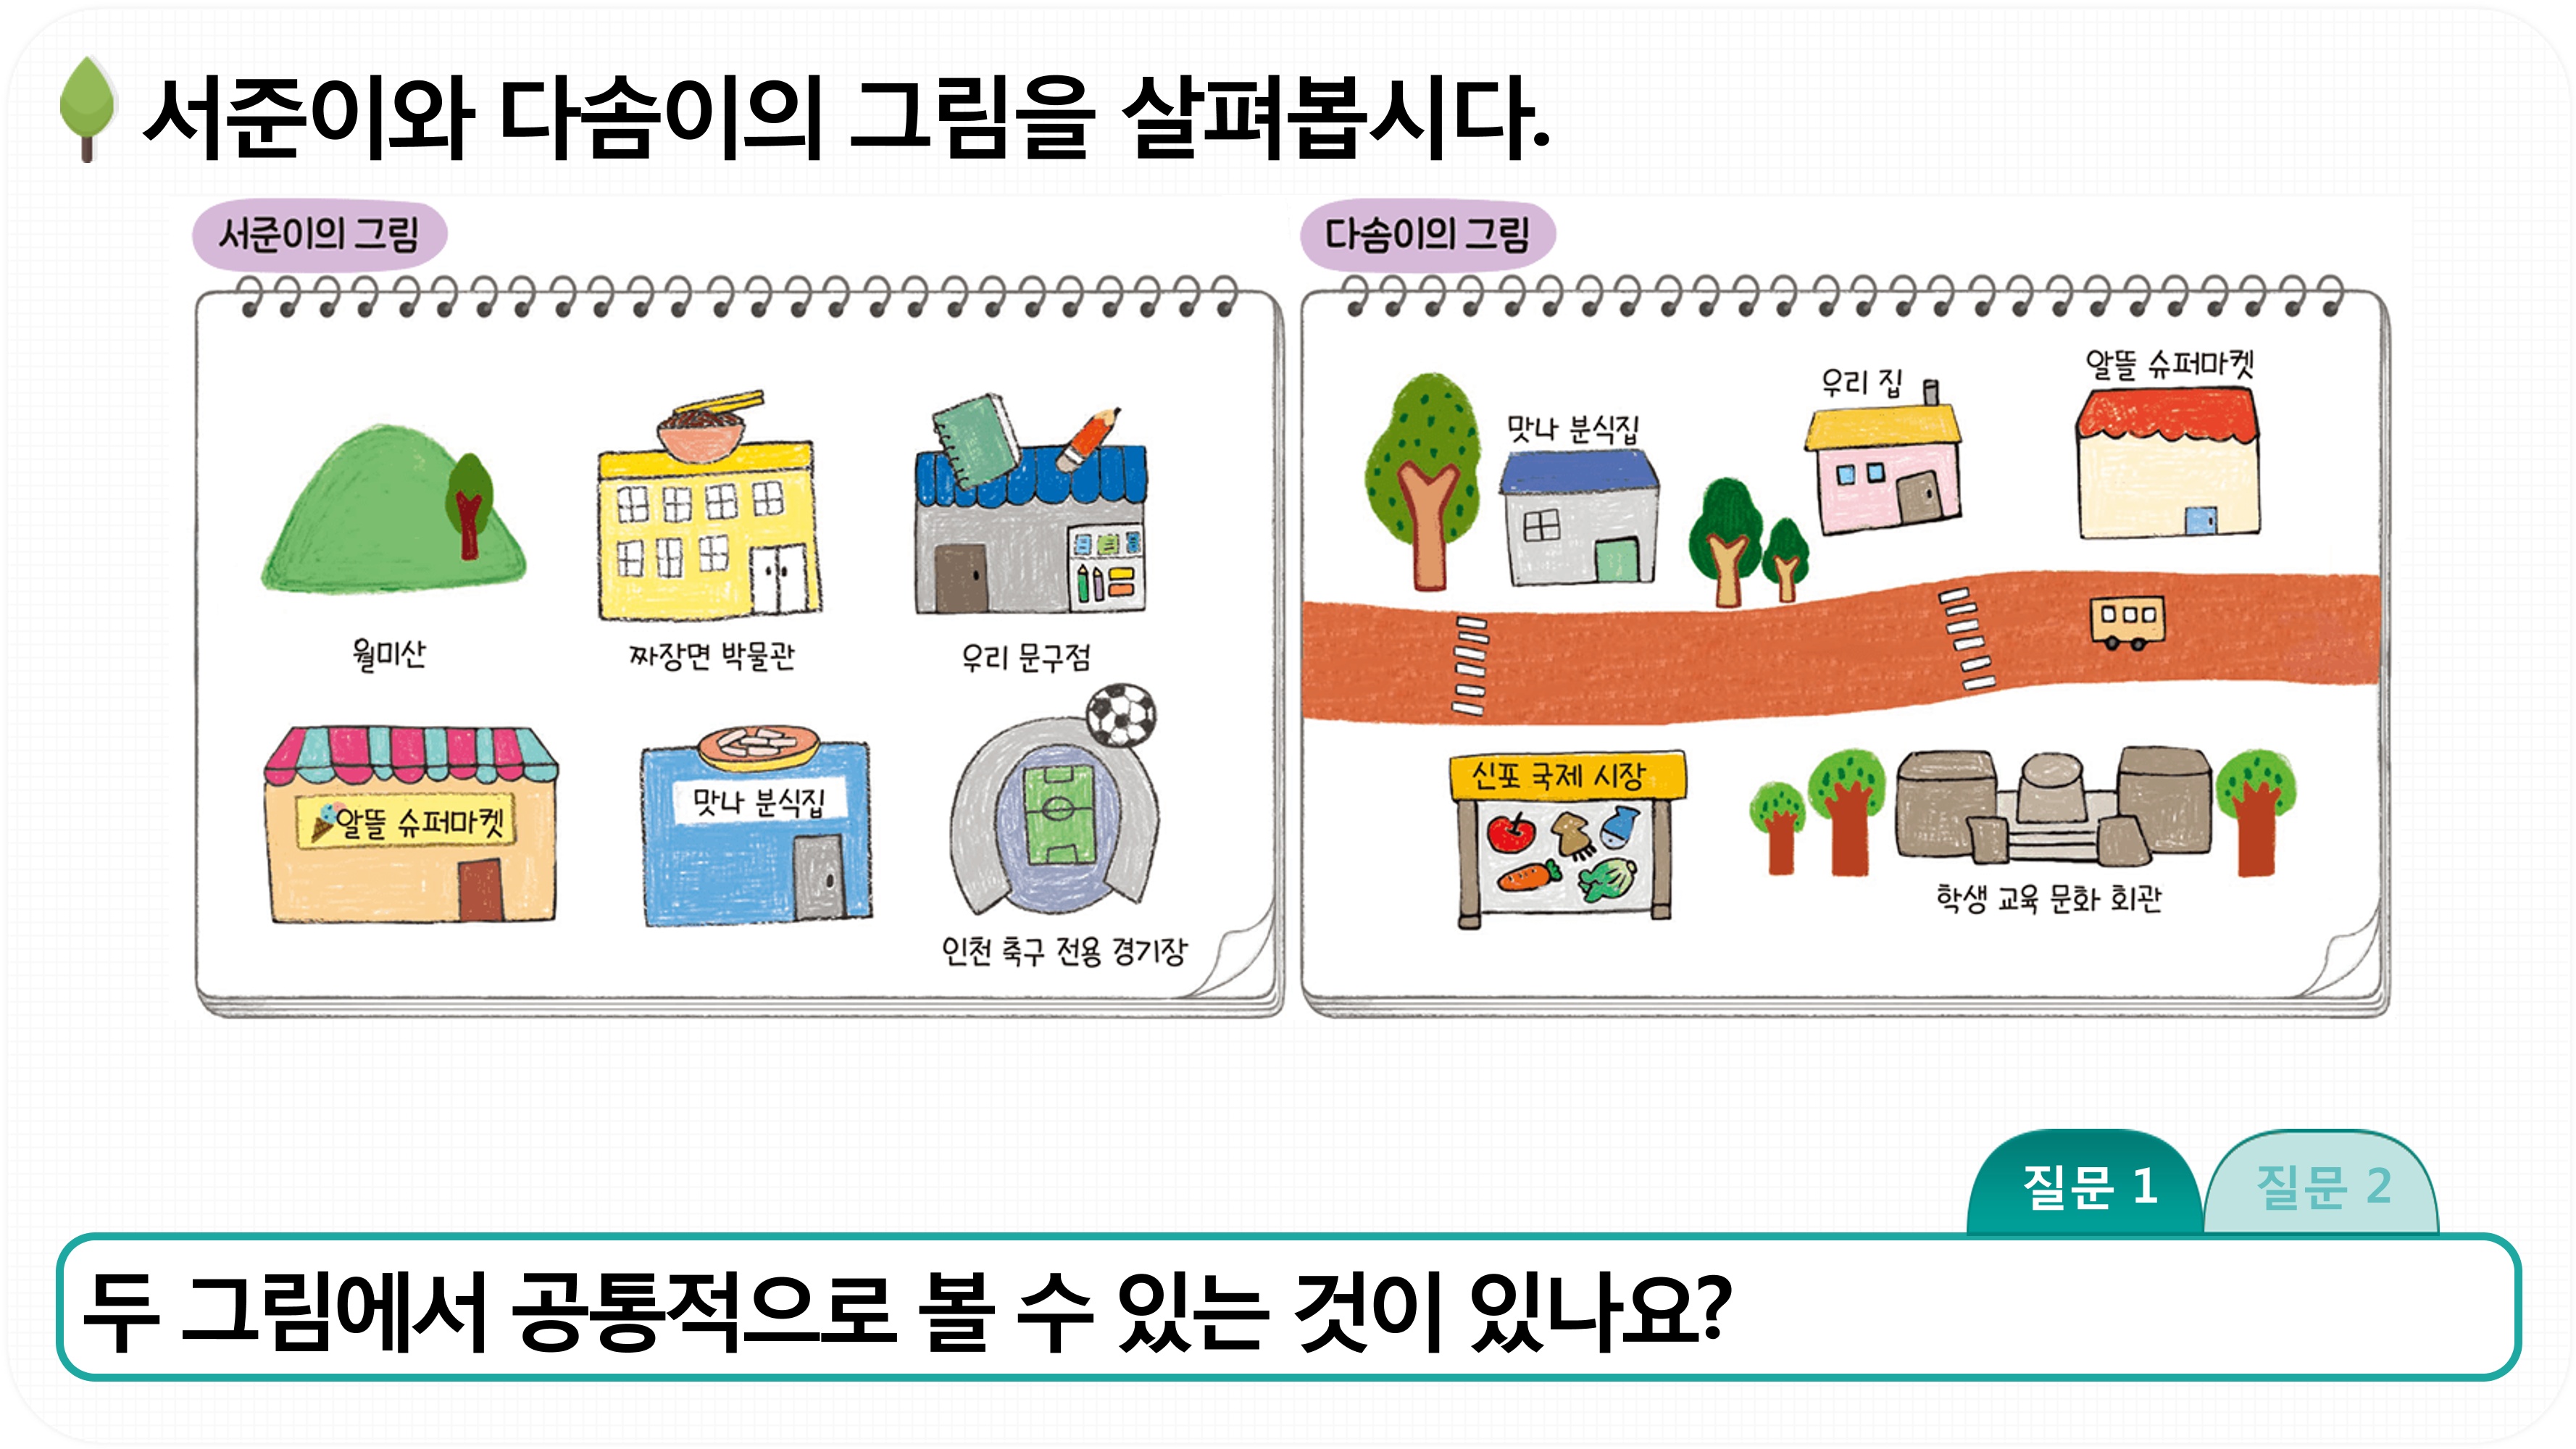 서준이와 다솜이의 그림을 살펴봅시다.
서준이의 그림
월미산
짜장면 박물관
우리 문구점
알뜰 슈퍼마켓
맛나 분식집
인천 축구 전용 경기장
다솜이의 그림
맛나 분식집
우리 집
알뜰 슈퍼마켓
신포 국제 시장
학생 교육 문화 회관
질문 1
질문 2
두 그림에서 공통적으로 볼 수 있는 것이 있나요?